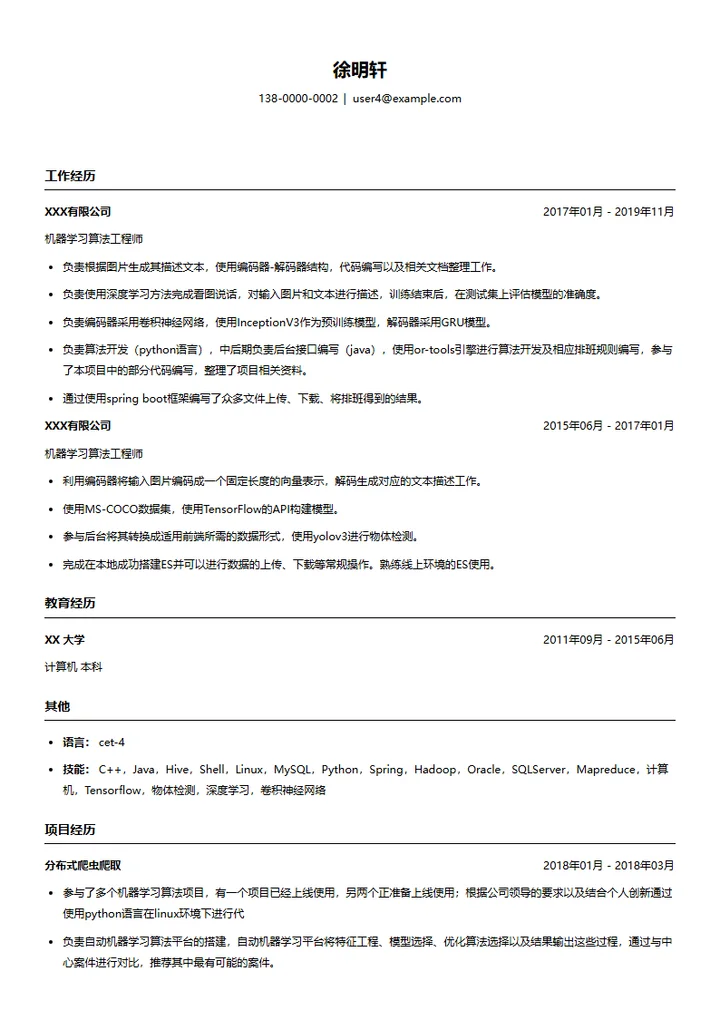 徐明轩
138-0000-0002 | user4@example.com
工作经历
XXX有限公司 2017年01月 - 2019年11月
机器学习算法工程师
• 负责根据图片生成其描述文本，使用编码器-解码器结构，代码编写以及相关文档整理工作。
• 负责使用深度学习方法完成看图说话，对输入图片和文本进行描述，训练结束后，在测试集上评估模型的准确度。
• 负责编码器采用卷积神经网络，使用InceptionV3作为预训练模型，解码器采用GRU模型。
• 负责算法开发（python语言），中后期负责后台接口编写（java），使用or-tools引擎进行算法开发及相应排班规则编写，参与
了本项目中的部分代码编写，整理了项目相关资料。
• 通过使用spring boot框架编写了众多文件上传、下载、将排班得到的结果。
XXX有限公司 2015年06月 - 2017年01月
机器学习算法工程师
• 利用编码器将输入图片编码成一个固定长度的向量表示，解码生成对应的文本描述工作。
• 使用MS-COCO数据集，使用TensorFlow的API构建模型。
• 参与后台将其转换成适用前端所需的数据形式，使用yolov3进行物体检测。
• 完成在本地成功搭建ES并可以进行数据的上传、下载等常规操作。熟练线上环境的ES使用。
教育经历
XX 大学 2011年09月 - 2015年06月
计算机 本科
其他
• 语言： cet-4
• 技能： C++，Java，Hive，Shell，Linux，MySQL，Python，Spring，Hadoop，Oracle，SQLServer，Mapreduce，计算
机，Tensorflow，物体检测，深度学习，卷积神经网络
项目经历
分布式爬虫爬取 2018年01月 - 2018年03月
• 参与了多个机器学习算法项目，有一个项目已经上线使用，另两个正准备上线使用；根据公司领导的要求以及结合个人创新通过
使用python语言在linux环境下进行代
• 负责自动机器学习算法平台的搭建，自动机器学习平台将特征工程、模型选择、优化算法选择以及结果输出这些过程，通过与中
心案件进行对比，推荐其中最有可能的案件。